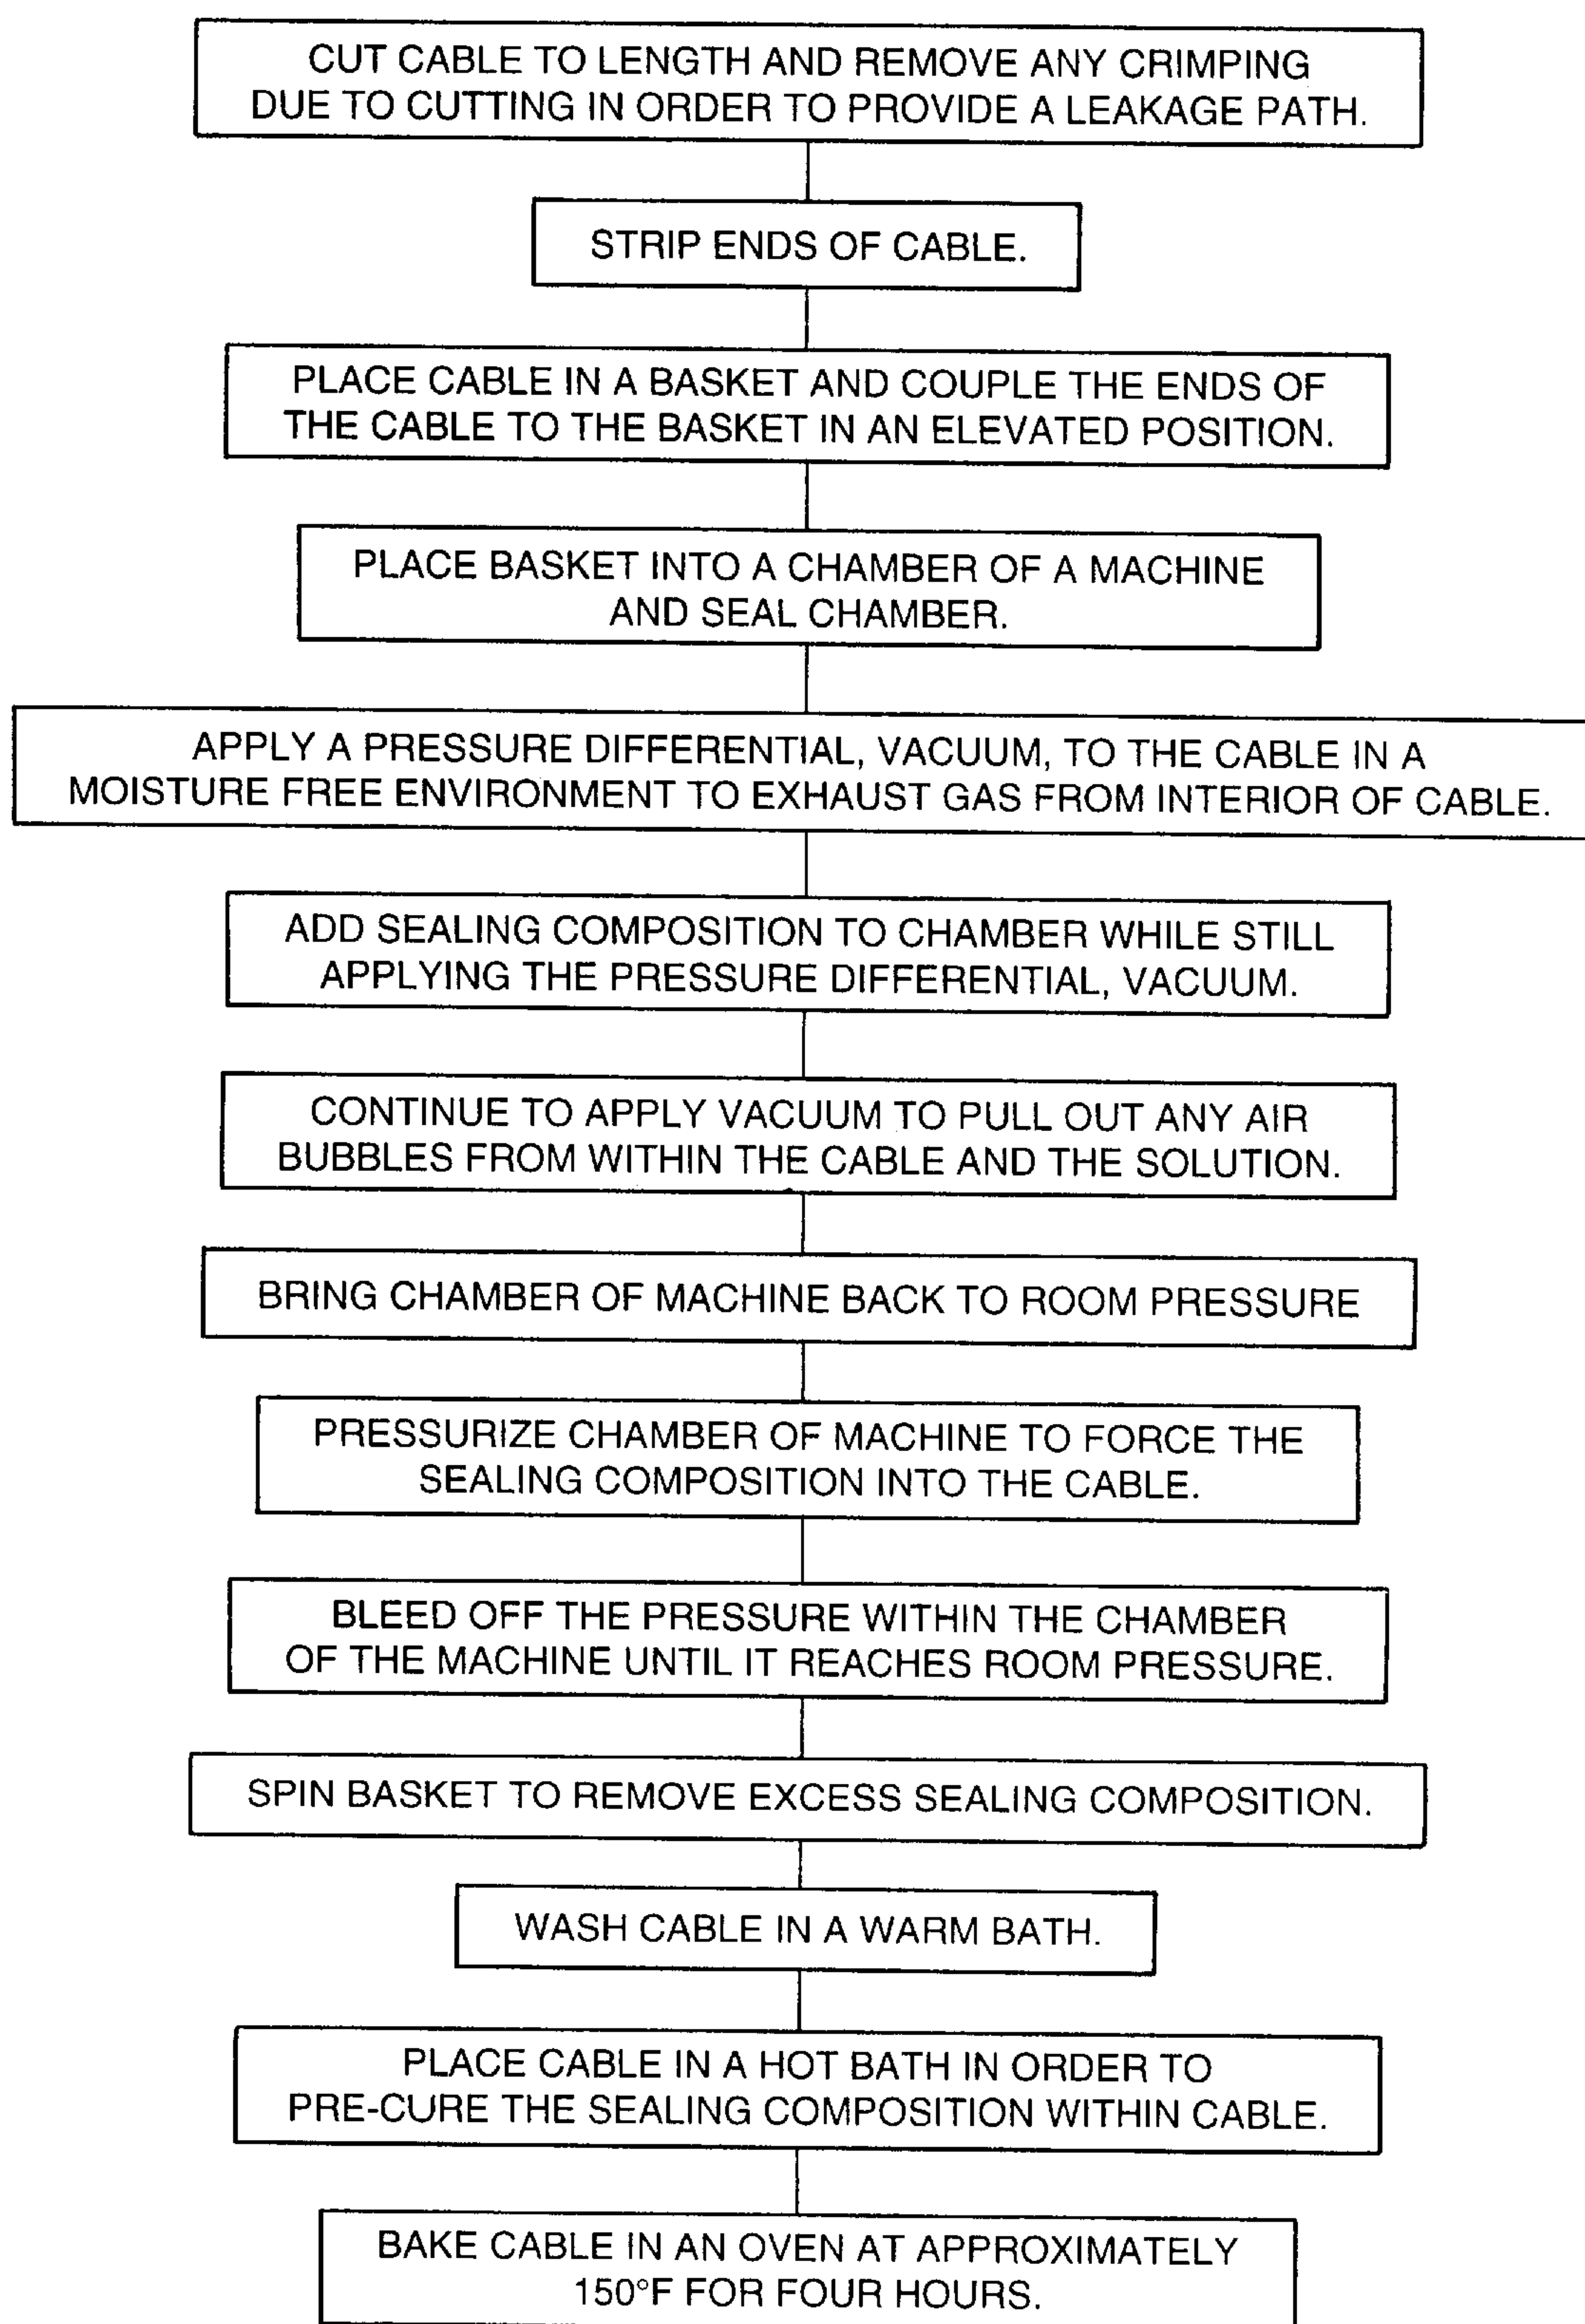 CUT CABLE TO LENGTH AND REMOVE ANY CRIMPING
DUE TO CUTTING IN ORDER TO PROVIDE A LEAKAGE PATH.
STRIP ENDS OF CABLE.
PLACE CABLE IN A BASKET AND COUPLE THE ENDS OF
THE CABLE TO THE BASKET IN AN ELEVATED POSITION.
PLACE BASKET INTO A CHAMBER OF A MACHINE
AND SEAL CHAMBER.
APPLY A PRESSURE DIFFERENTIAL, VACUUM, TO THE CABLE IN A
MOISTURE FREE ENVIRONMENT TO EXHAUST GAS FROM INTERIOR OF CABLE.
ADD SEALING COMPOSITION TO CHAMBER WHILE STILL
APPLYING THE PRESSURE DIFFERENTIAL, VACUUM.
CONTINUE TO APPLY VACUUM TO PULL OUT ANY AIR
BUBBLES FROM WITHIN THE CABLE AND THE SOLUTION.
BRING CHAMBER OF MACHINE BACK TO ROOM PRESSURE
PRESSURIZE CHAMBER OF MACHINE TO FORCE THE
SEALING COMPOSITION INTO THE CABLE.
BLEED OFF THE PRESSURE WITHIN THE CHAMBER
OF THE MACHINE UNTIL IT REACHES ROOM PRESSURE.
SPIN BASKET TO REMOVE EXCESS SEALING COMPOSITION.
WASH CABLE IN A WARM BATH.
PLACE CABLE IN A HOT BATH IN ORDER TO
PRE-CURE THE SEALING COMPOSITION WITHIN CABLE.
BAKE CABLE IN AN OVEN AT APPROXIMATELY
150°F FOR FOUR HOURS.